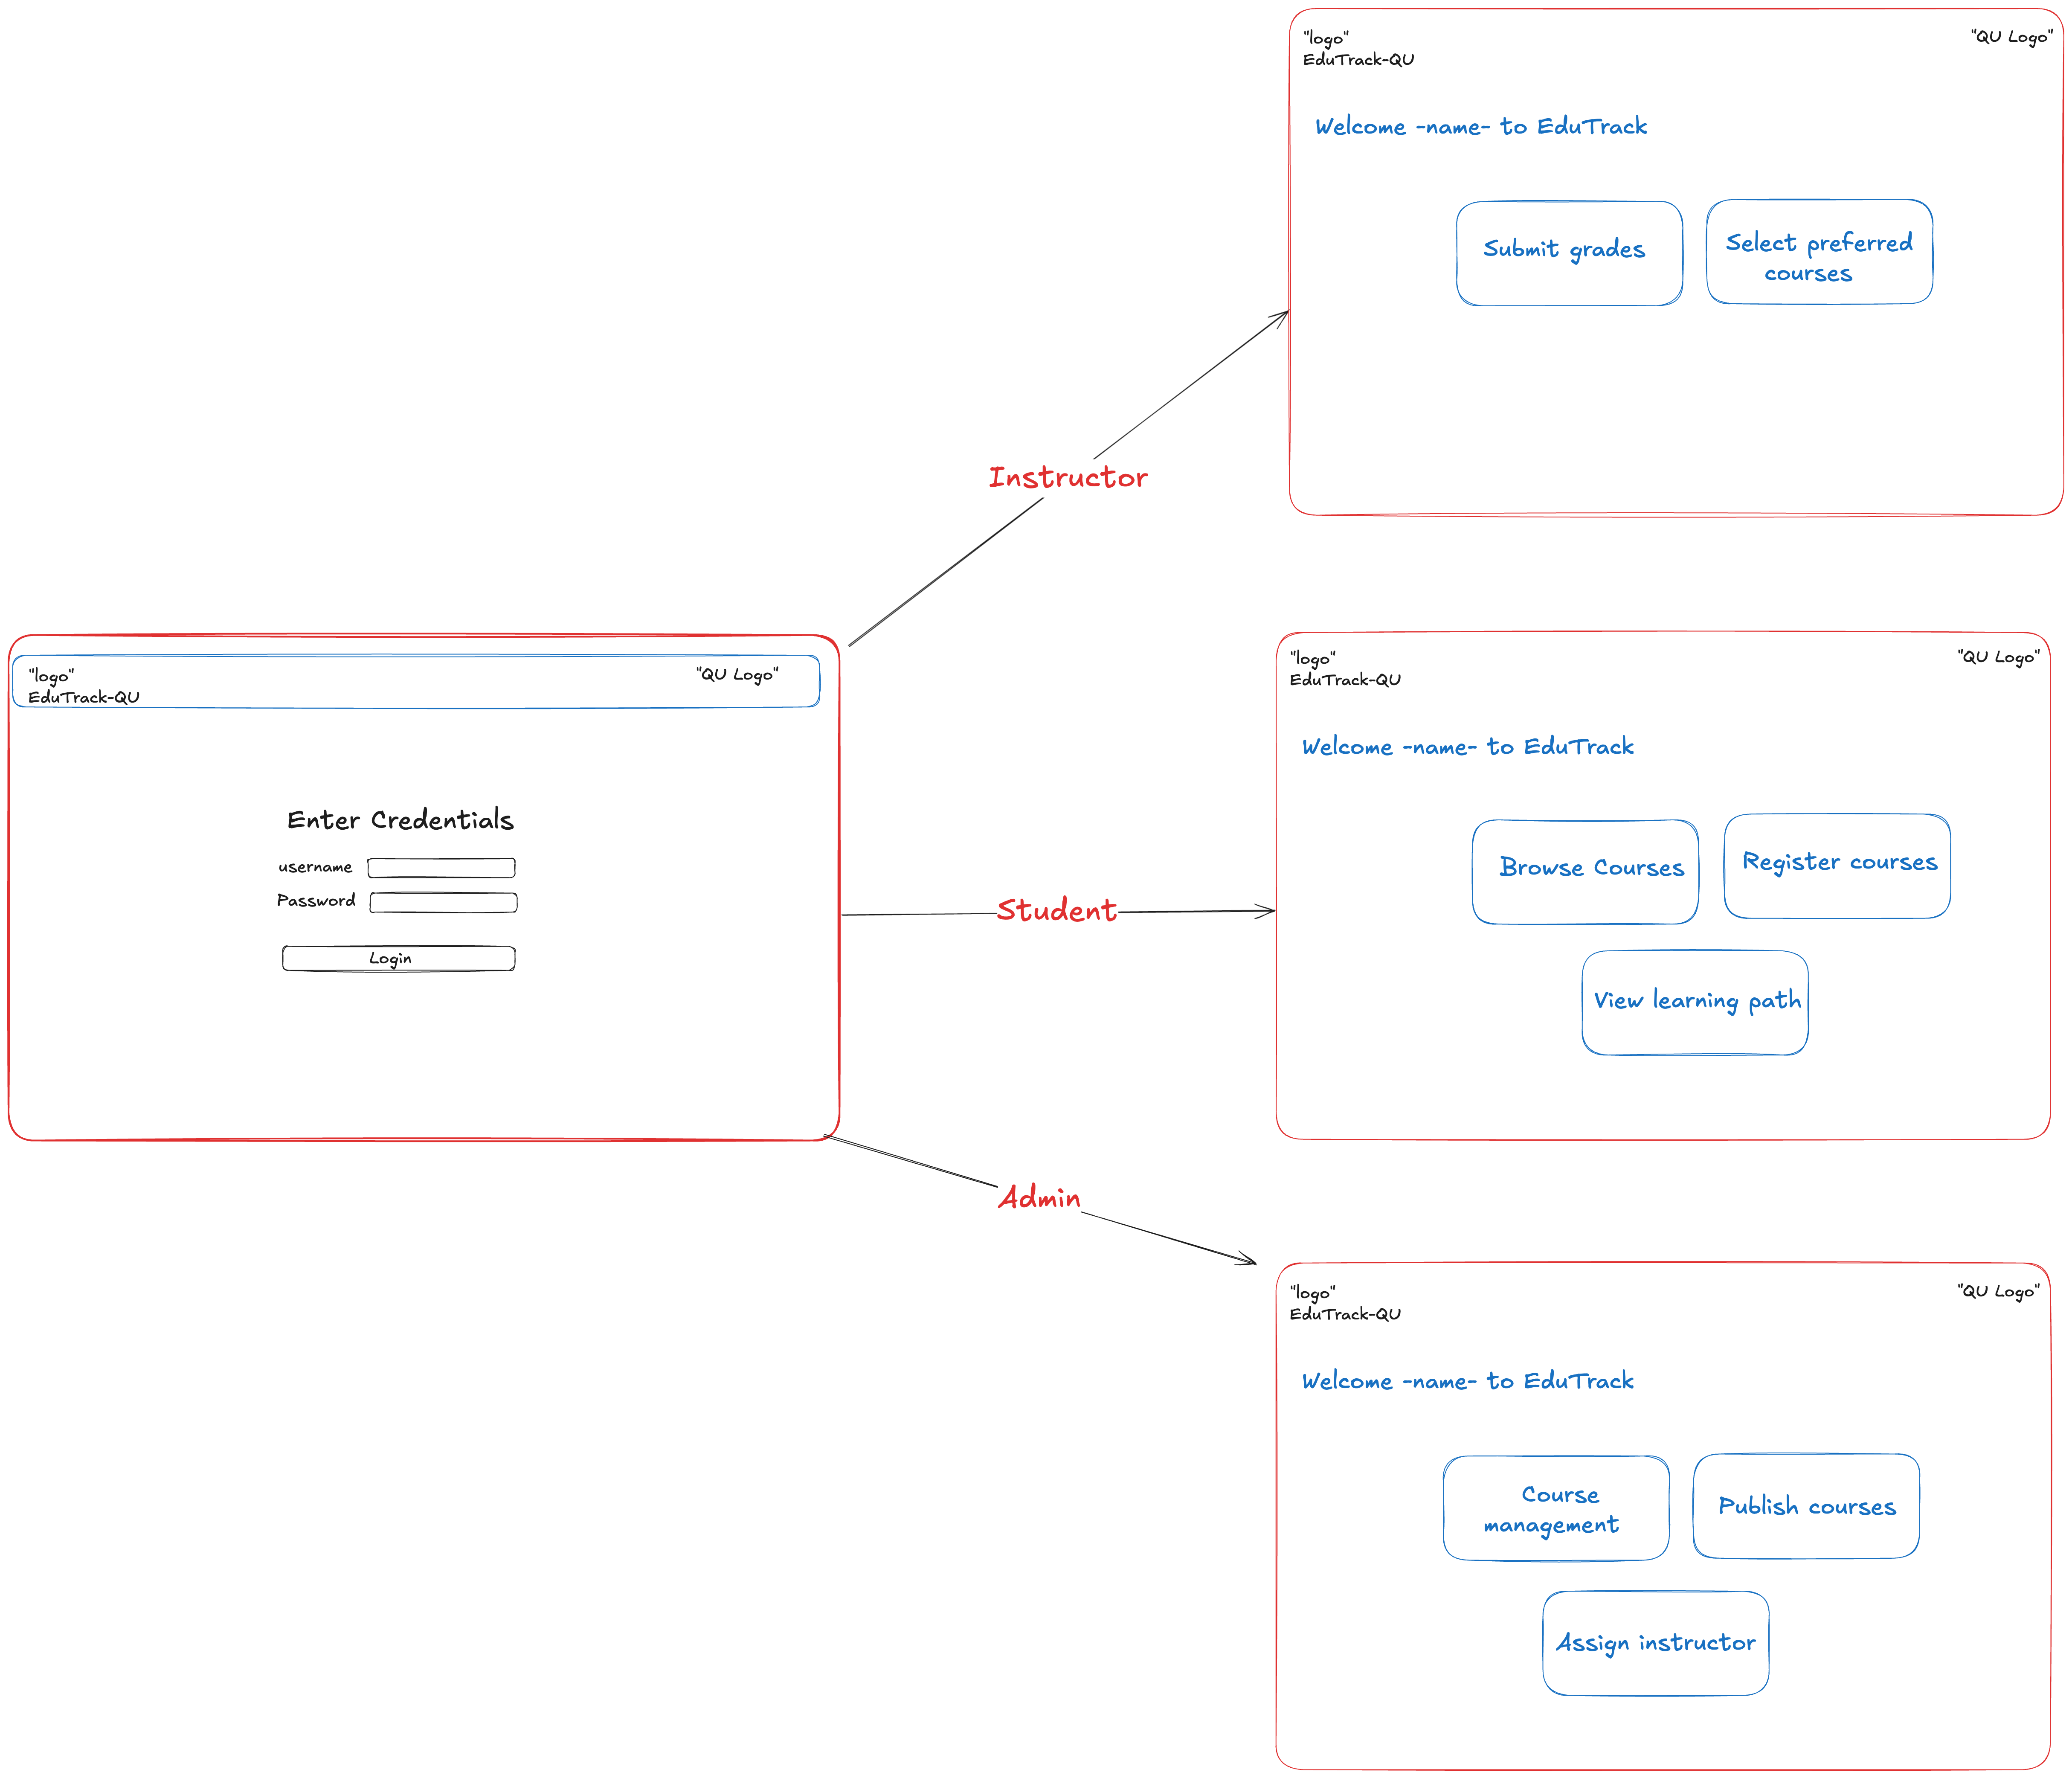 "logo"
EduTrack-QU
"QU Logo"
Welcome -name- to EduTrack
Submit grades
Select preferred
courses
Instructor
"logo"
EduTrack-QU
"QU Logo"
Enter Credentials
username
Password
Login
Student
"logo"
EduTrack-QU
"QU Logo"
Welcome -name- to EduTrack
Browse Courses
Register courses
View learning path
Admin
"logo"
EduTrack-QU
"QU Logo"
Welcome -name- to EduTrack
Course
management
Publish courses
Assign instructor